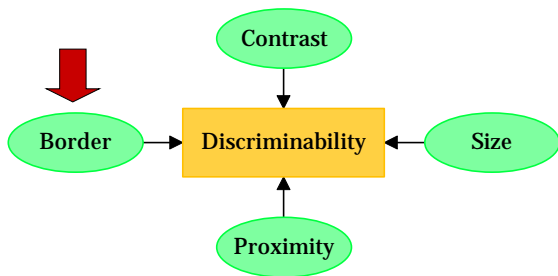 Contrast
Border
Discriminability
Size
Proximity